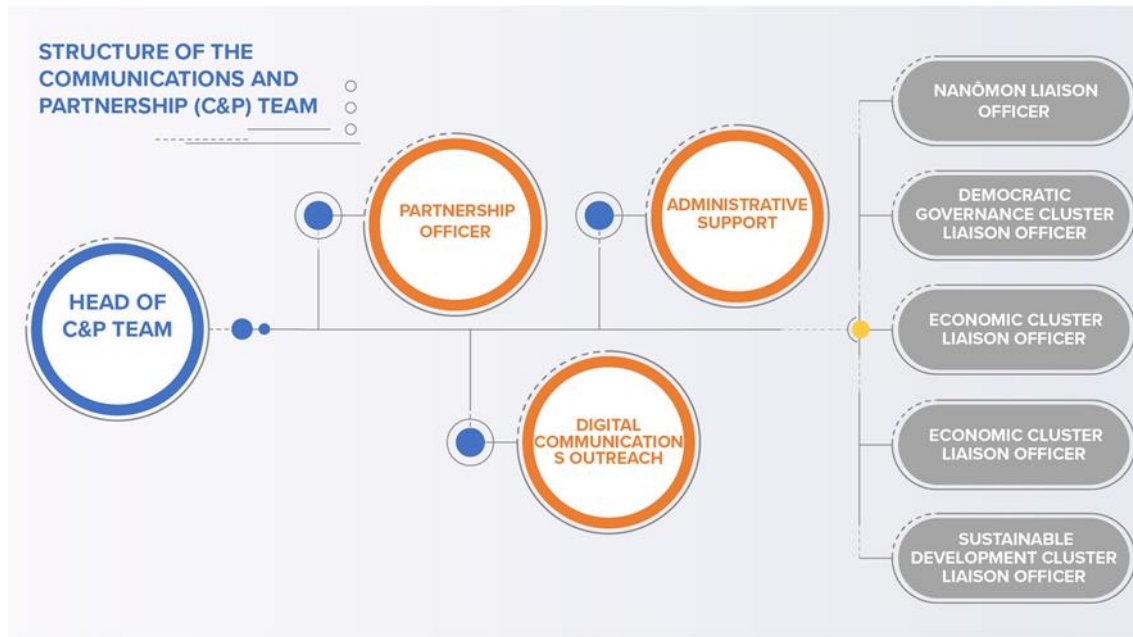 STRUCTURE OF THE
COMMUNICATIONS AND
PARTNERSHIP (C&P) TEAM
HEAD OF
C&P TEAM
PARTNERSHIP
OFFICER
DIGITAL
COMMUNICATION
S OUTREACH
ADMINISTRATIVE
SUPPORT
NANÔMON LIAISON
OFFICER
DEMOCRATIC
GOVERNANCE CLUSTER
LIAISON OFFICER
ECONOMIC CLUSTER
LIAISON OFFICER
ECONOMIC CLUSTER
LIAISON OFFICER
SUSTAINABLE
DEVELOPMENT CLUSTER
LIAISON OFFICER